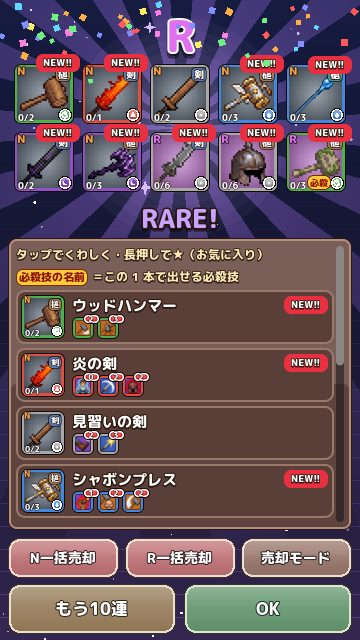 R
NEW!! NEW!! NEW!! NEW!!
N 槌 N 剣 N 剣 N 槌 N
0/2 0/1 0/2 0/3 0/3
NEW!! NEW!! NEW!! NEW!!
N 剣 N R 剣 R R 槌
0/2 0/3 0/6 0/6 0/3 必殺
RARE!
タップでくわしく・長押しで★（お気に入り）
必殺技の名前 ＝この1本で出せる必殺技
N 槌 0/2 ウッドハンマー NEW!!
N 剣 0/1 炎の剣 NEW!!
N 剣 0/2 見習いの剣
N 槌 0/3 シャボンプレス NEW!!
N一括売却 R一括売却 売却モード
もう10連 OK